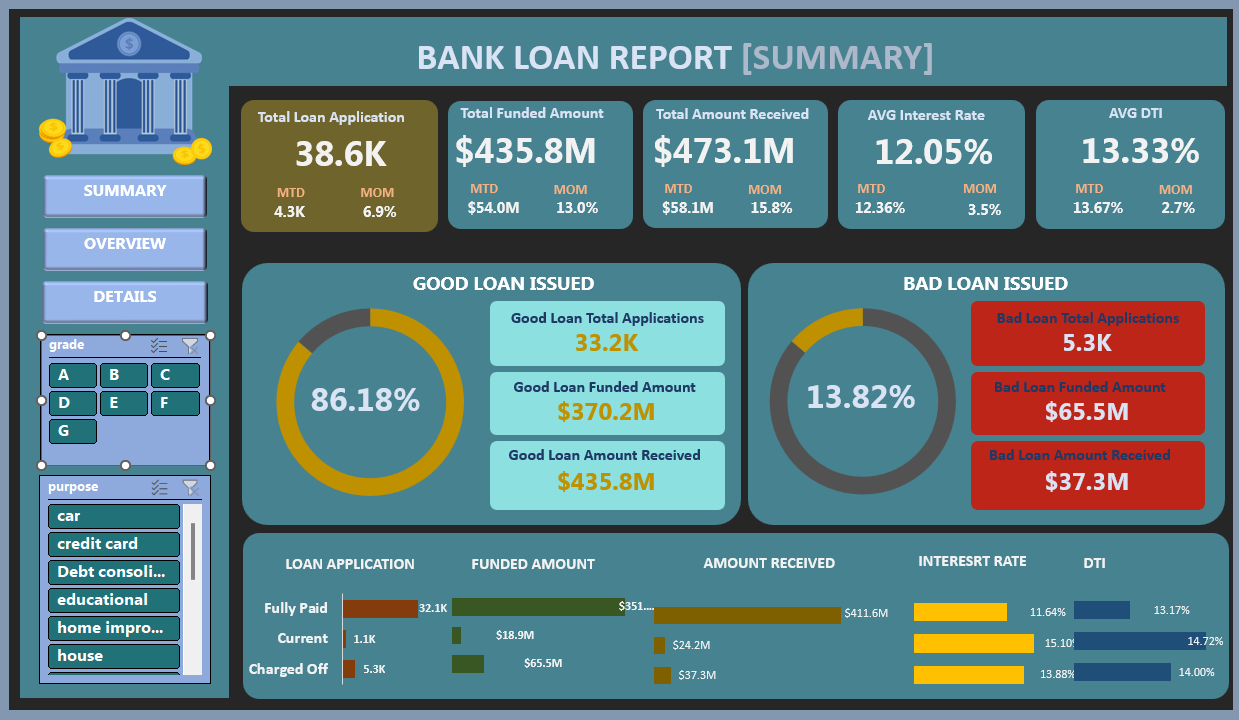 BANK LOAN REPORT [SUMMARY]
SUMMARY
OVERVIEW
DETAILS
grade
A B C
D E F
G
purpose
car
credit card
Debt consoli...
educational
home impro...
house
Total Loan Application
38.6K
MTD MOM
4.3K 6.9%
Total Funded Amount
$435.8M
MTD MOM
$54.0M 13.0%
Total Amount Received
$473.1M
MTD MOM
$58.1M 15.8%
AVG Interest Rate
12.05%
MTD MOM
12.36% 3.5%
AVG DTI
13.33%
MTD MOM
13.67% 2.7%
GOOD LOAN ISSUED
86.18%
Good Loan Total Applications
33.2K
Good Loan Funded Amount
$370.2M
Good Loan Amount Received
$435.8M
BAD LOAN ISSUED
13.82%
Bad Loan Total Applications
5.3K
Bad Loan Funded Amount
$65.5M
Bad Loan Amount Received
$37.3M
LOAN APPLICATION FUNDED AMOUNT AMOUNT RECEIVED INTERESRT RATE DTI
Fully Paid 32.1K $351.... $411.6M 11.64% 13.17%
Current 1.1K $18.9M $24.2M 15.10% 14.72%
Charged Off 5.3K $65.5M $37.3M 13.88% 14.00%